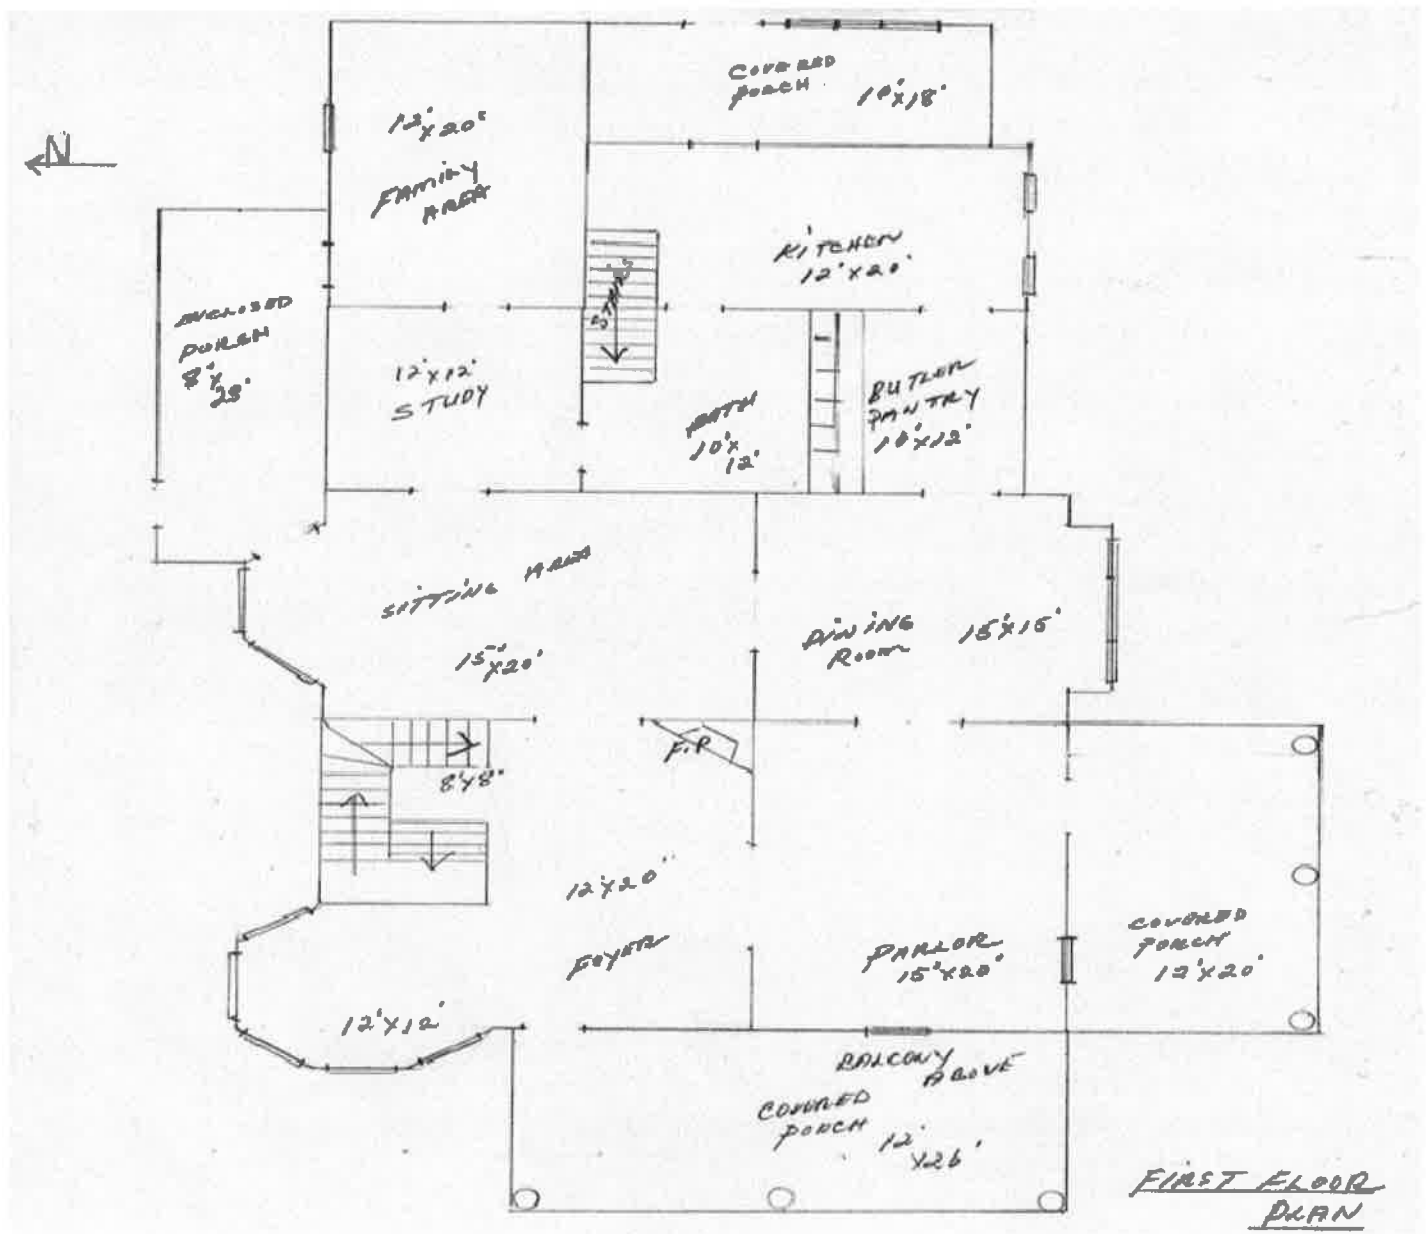 COVERED
PORCH 10'X18'
12'
X20'
FAMILY
AREA
N
KITCHEN
12'X20'
ENCLOSED
PORCH
8'X
28'
STAIRS
12'X12'
STUDY
BATH
10'X
12'
BUTLER
PANTRY
10'X12'
SITTING AREA
15'
X20'
DINING
ROOM
15'X15'
F.P
8'X8'
12'X20'
FOYER
PARLOR
15'X20'
COVERED
PORCH
12'X20'
12'X12'
BALCONY
ABOVE
COVERED
PORCH
12'
X26'
FIRST FLOOR
PLAN